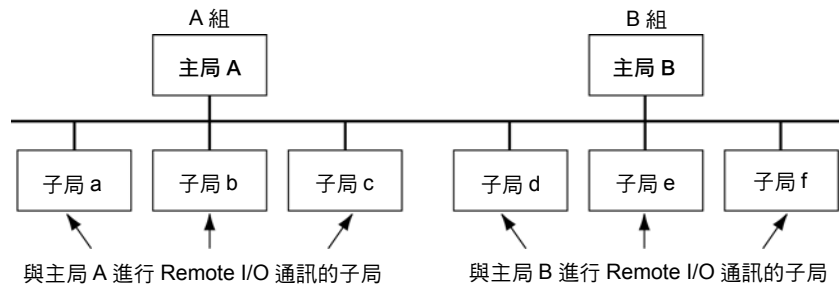 A 組
B 組
主局 A
主局 B
子局 a
子局 b
子局 c
子局 d
子局 e
子局 f
與主局 A 進行 Remote I/O 通訊的子局
與主局 B 進行 Remote I/O 通訊的子局